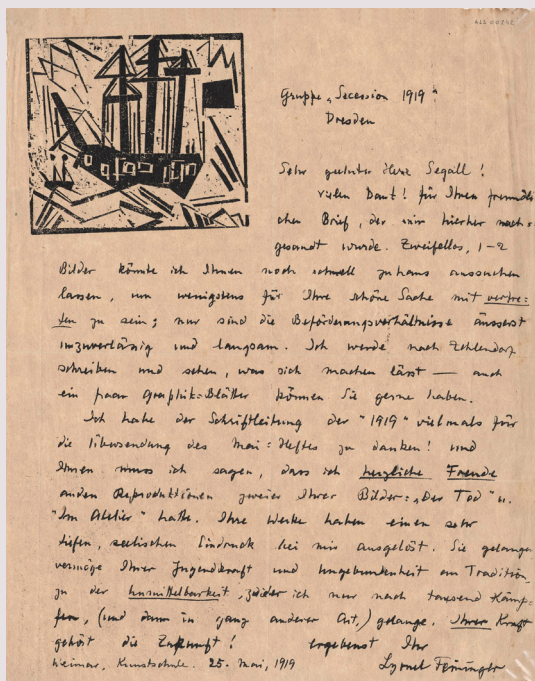 ALS 00242
Gruppe „Secession 1919"
Dresden
Sehr geehrter Herr Segall!
Vielen Dank! für Ihren freundli
chen Brief, der mir hierher nach=
gesandt wurde. Zweifellos, 1–2
Bilder könnte ich Ihnen noch schnell zuhaus aussuchen
lassen, um wenigstens für Ihre schöne Sache mit vertre=
ten zu sein; nur sind die Beförderungsverhältnisse äusserst
unzuverlässig und langsam. Ich werde nach Zehlendorf
schreiben und sehen, was sich machen lässt — auch
ein paar Graphik=Blätter können Sie gerne haben.
Ich habe der Schriftleitung der "1919" vielmals für
die Übersendung des Mai=Heftes zu danken! und
Ihnen muss ich sagen, dass ich herzliche Freude
an den Reproduktionen zweier Ihrer Bilder: „Der Tod" u.
"Im Atelier" hatte. Ihre Werke haben einen sehr
tiefen, seelischen Eindruck bei mir ausgelöst. Sie gelangen
vermöge Ihrer Jugendkraft und Ungebundenheit an Tradition
zu der Unmittelbarkeit, zu der ich nur nach tausend Kämp=
fen, (und dann in ganz anderer Art,) gelange. Ihrer Kraft
gehört die Zukunft! ergebenst Ihr
Weimar, Kunstschule. 25. Mai, 1919 Lyonel Feininger